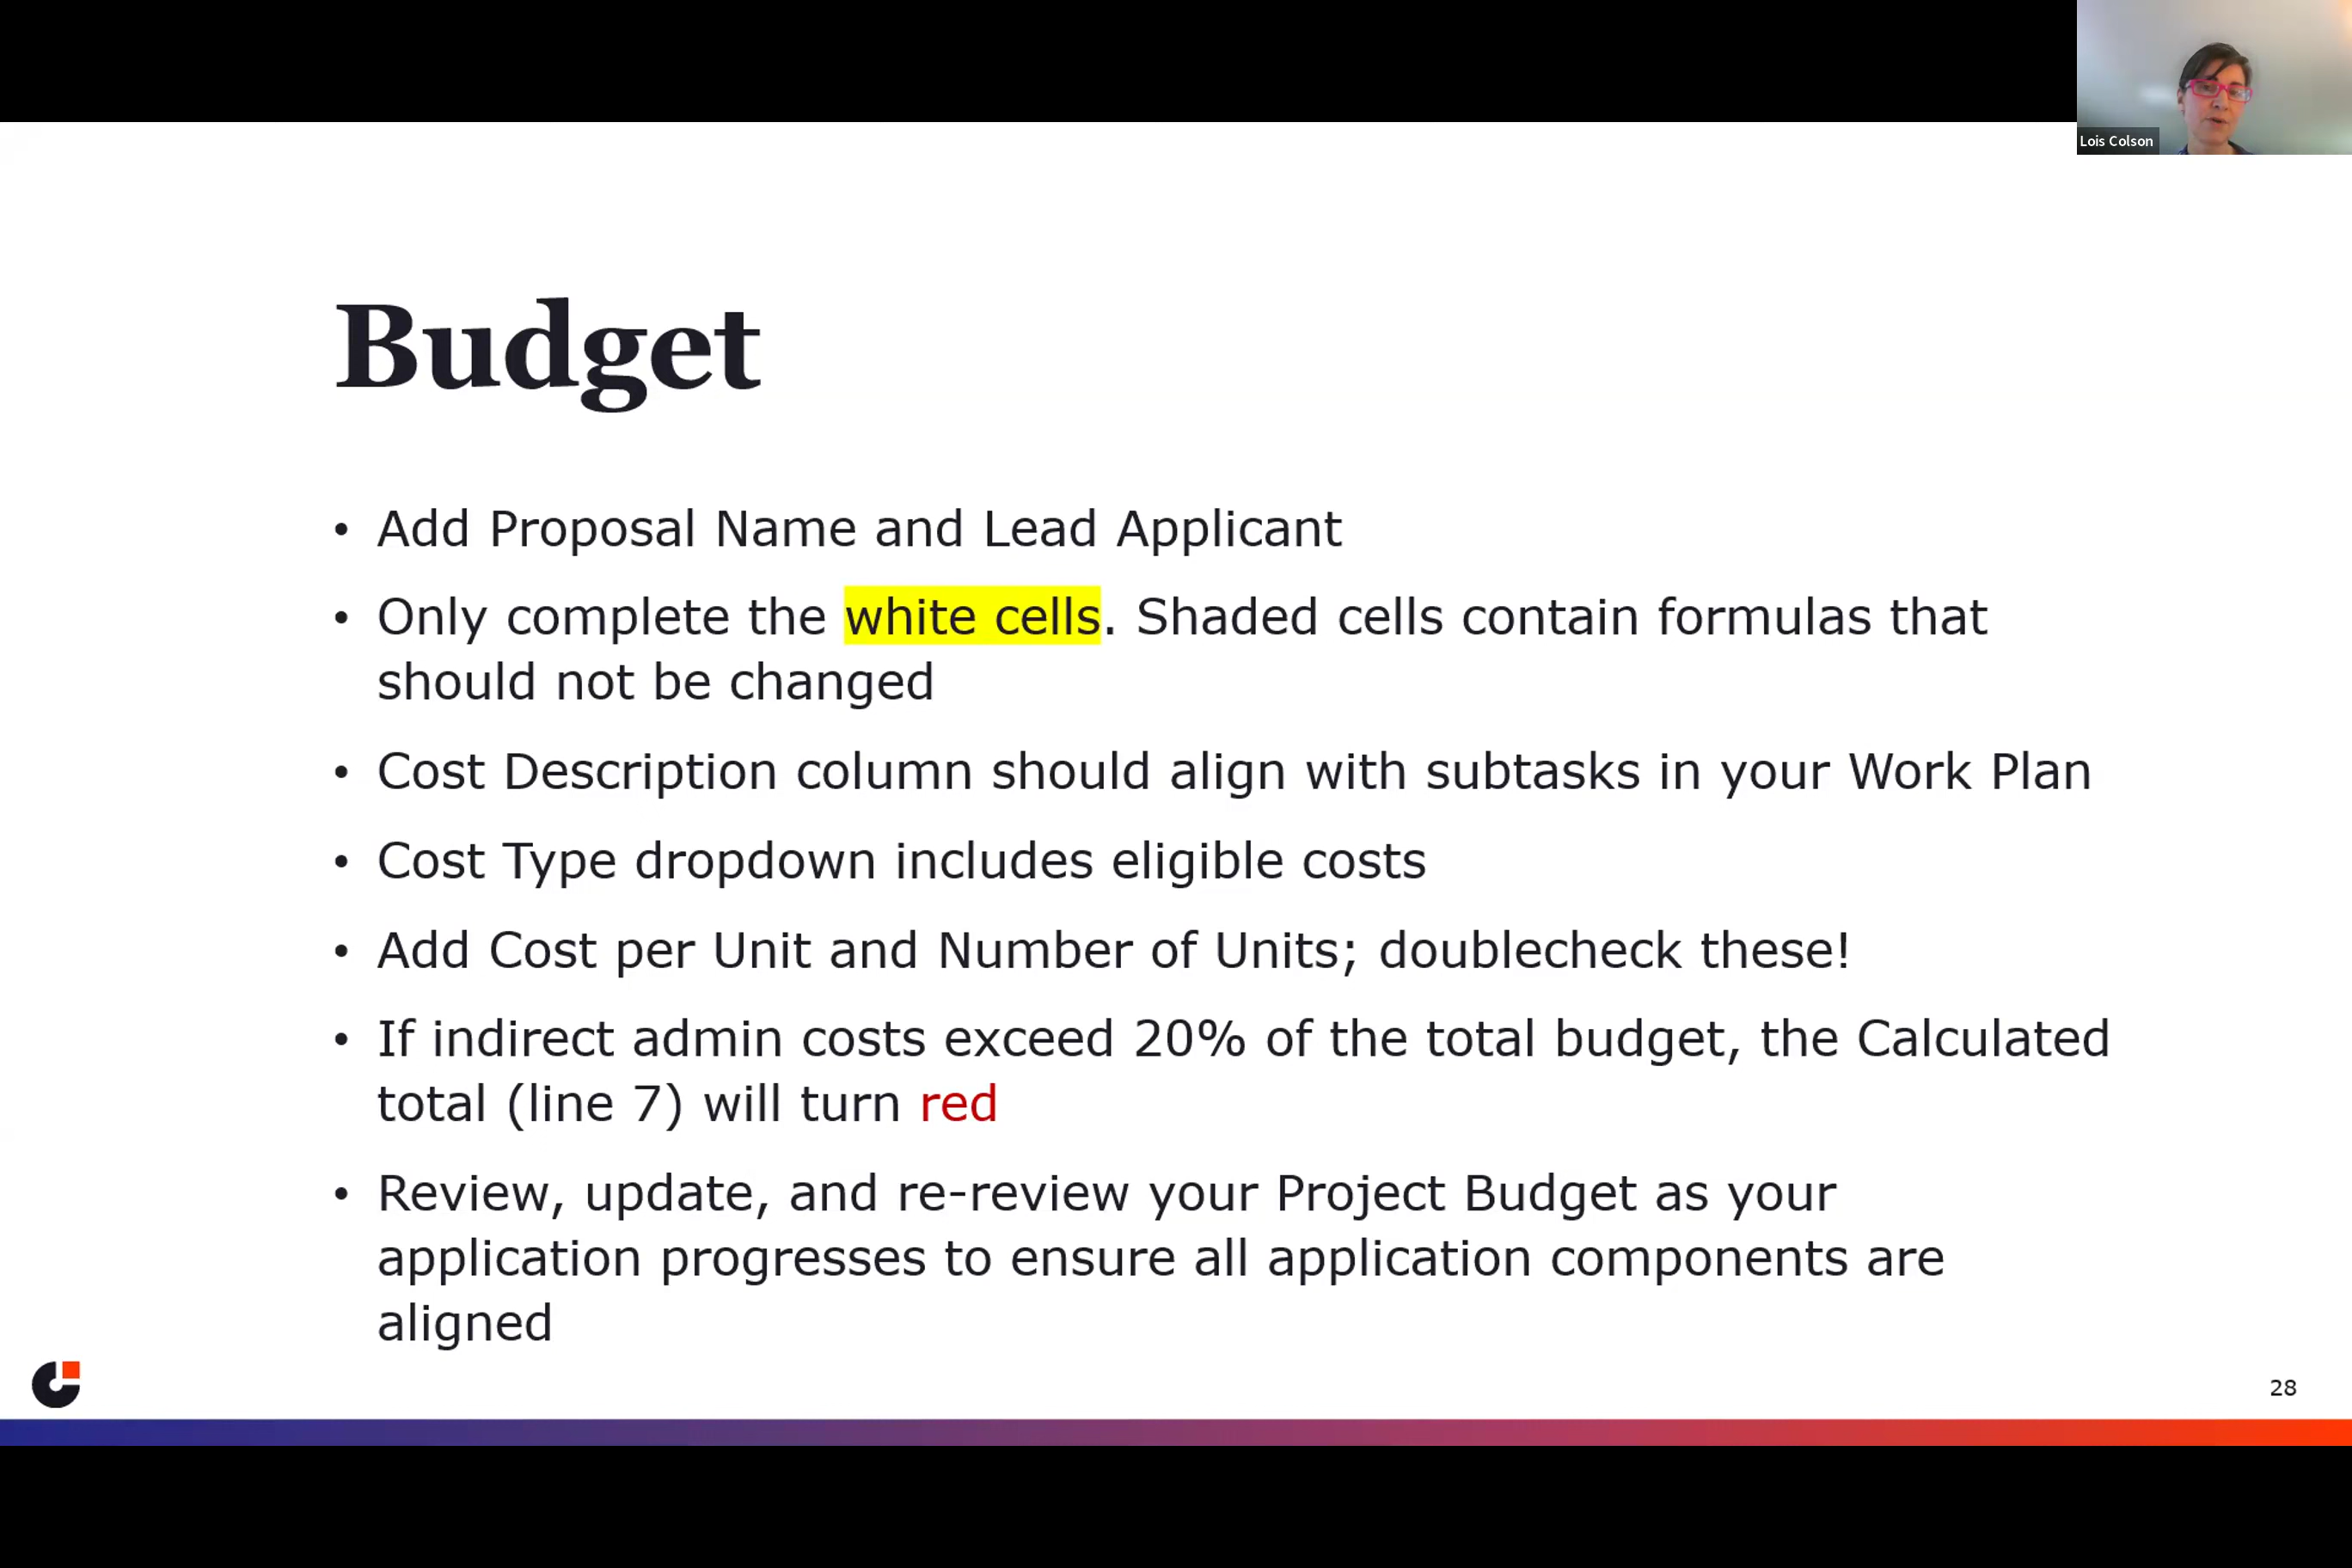 Lois Colson
Budget
• Add Proposal Name and Lead Applicant
• Only complete the white cells. Shaded cells contain formulas that
should not be changed
• Cost Description column should align with subtasks in your Work Plan
• Cost Type dropdown includes eligible costs
• Add Cost per Unit and Number of Units; doublecheck these!
• If indirect admin costs exceed 20% of the total budget, the Calculated
total (line 7) will turn red
• Review, update, and re-review your Project Budget as your
application progresses to ensure all application components are
aligned
28